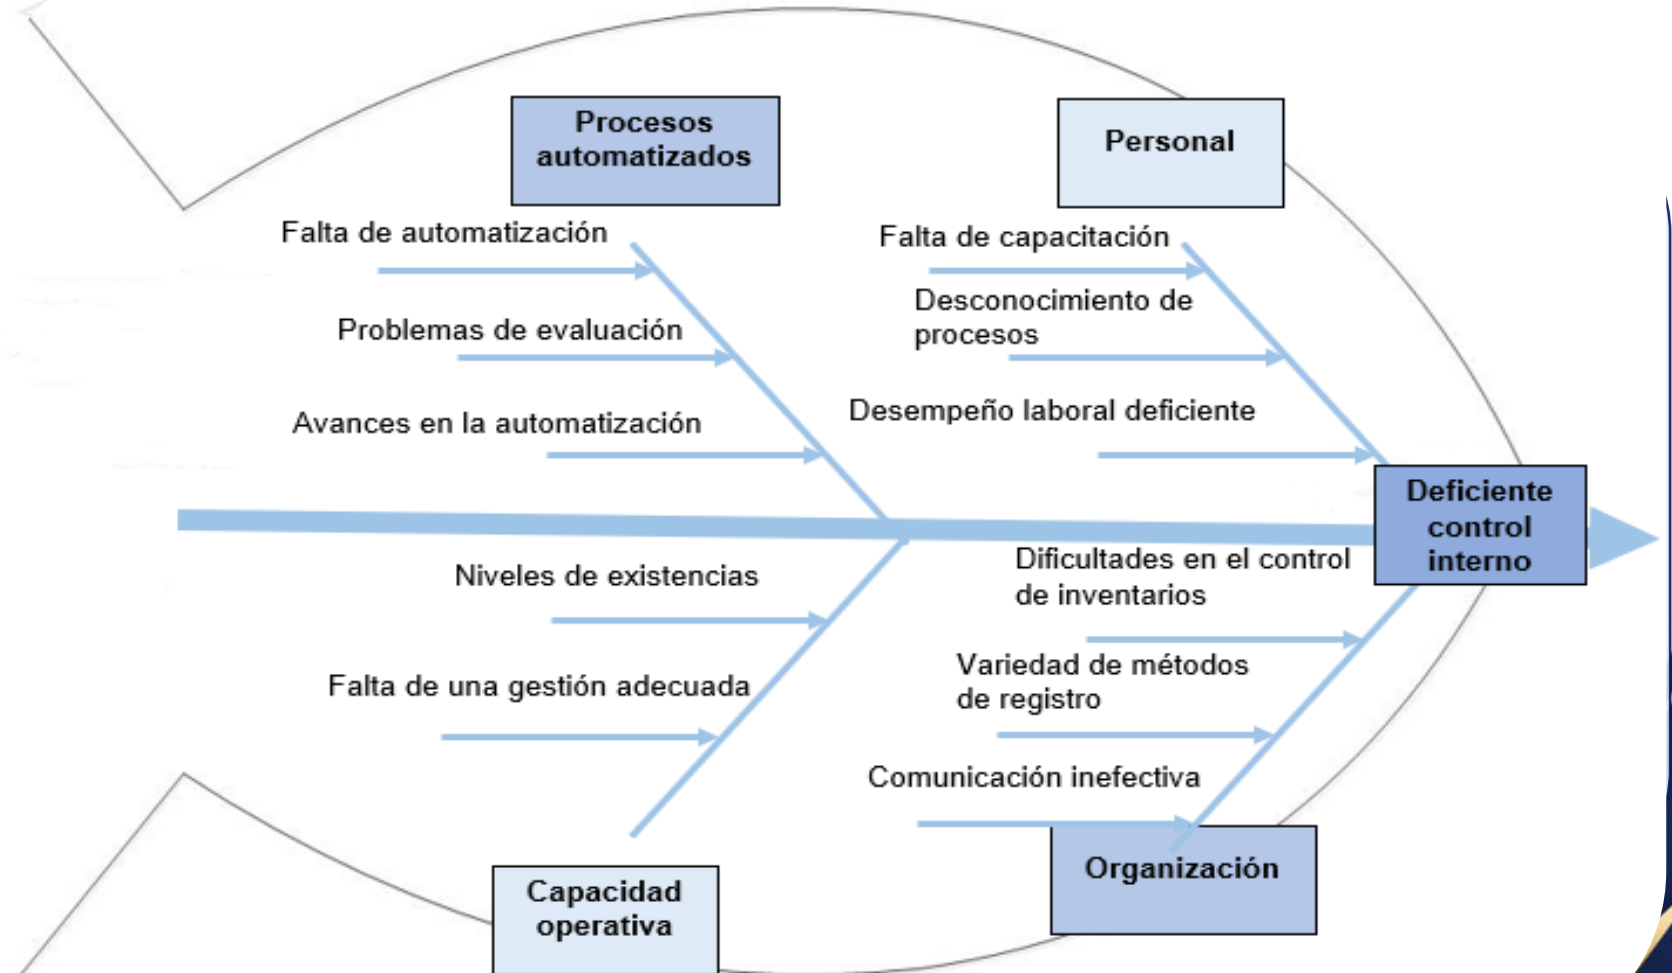 Procesos
automatizados
Personal
Falta de automatización
Falta de capacitación
Desconocimiento de
procesos
Problemas de evaluación
Desempeño laboral deficiente
Avances en la automatización
Deficiente
control
interno
Dificultades en el control
de inventarios
Niveles de existencias
Variedad de métodos
de registro
Falta de una gestión adecuada
Comunicación inefectiva
Organización
Capacidad
operativa